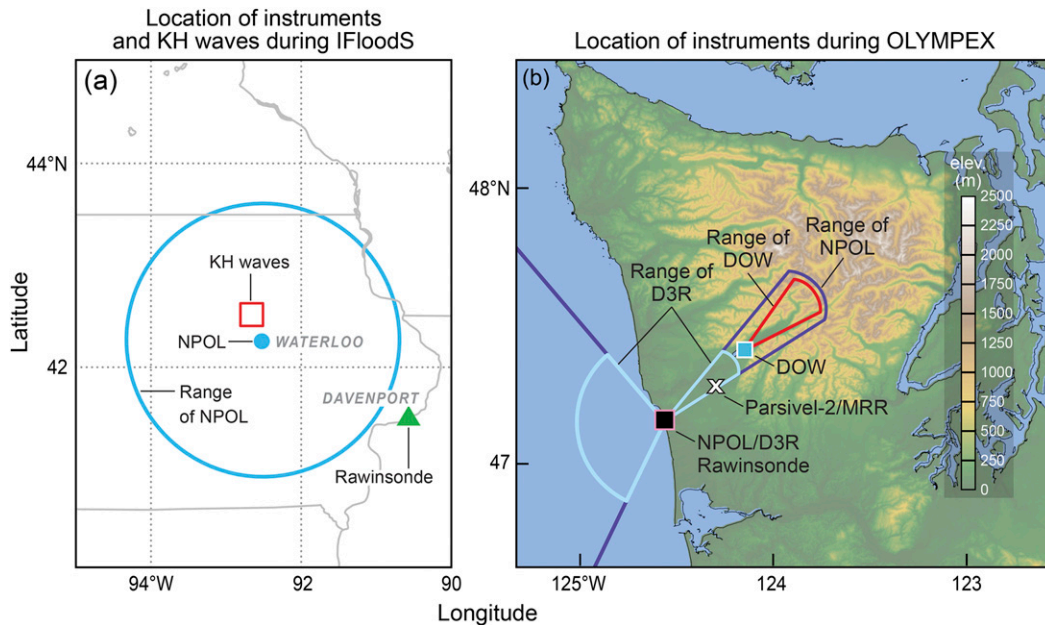 Location of instruments
and KH waves during IFloodS
(a)
44°N
42
94°W
92
90
Latitude
KH waves
NPOL
WATERLOO
Range
of NPOL
DAVENPORT
Rawinsonde
Location of instruments during OLYMPEX
(b)
48°N
47
125°W
124
123
Range of
NPOL
Range of
DOW
Range of
D3R
DOW
X
Parsivel-2/MRR
NPOL/D3R
Rawinsonde
elev.
(m)
2500
2250
2000
1750
1500
1250
1000
750
500
250
0
Longitude